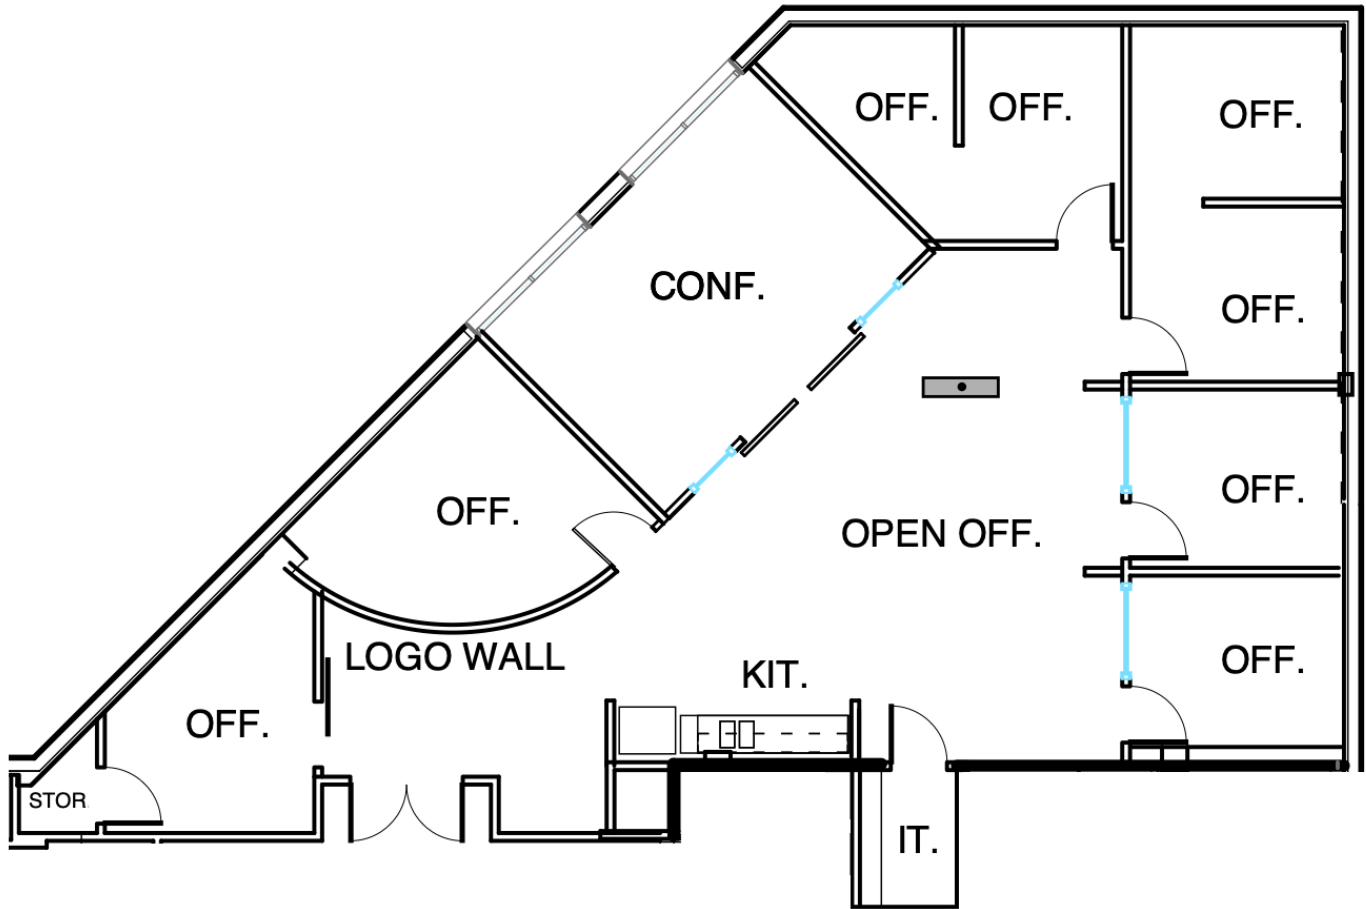 OFF.
OFF.
OFF.
CONF.
OFF.
OFF.
OFF.
OPEN OFF.
LOGO WALL
KIT.
OFF.
OFF.
STOR.
IT.